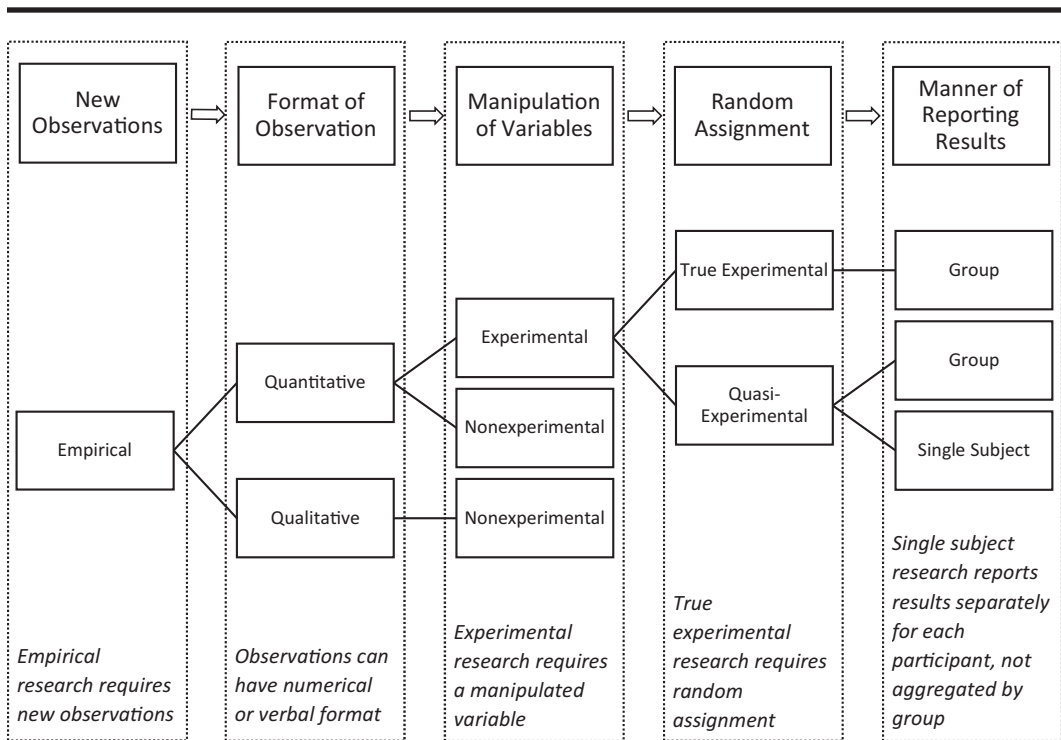 New
Observations
Format of
Observation
Manipulation
of Variables
Random
Assignment
Manner of
Reporting
Results
Empirical
Quantitative
Qualitative
Experimental
Nonexperimental
Nonexperimental
True Experimental
Quasi-
Experimental
Group
Group
Single Subject
Empirical
research requires
new observations
Observations can
have numerical
or verbal format
Experimental
research requires
a manipulated
variable
True
experimental
research requires
random
assignment
Single subject
research reports
results separately
for each
participant, not
aggregated by
group